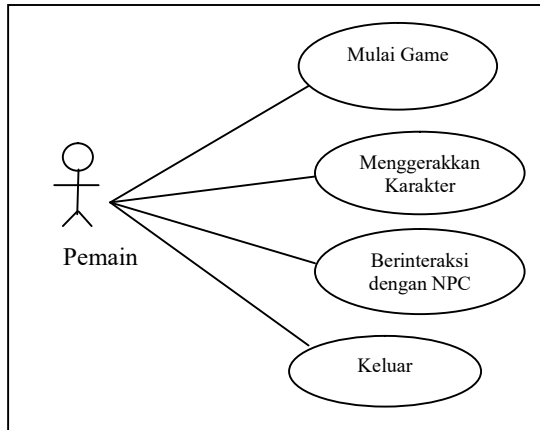 Mulai Game
Menggerakkan
Karakter
Pemain
Berinteraksi
dengan NPC
Keluar